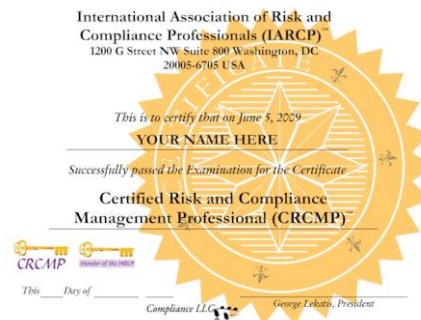 International Association of Risk and
Compliance Professionals (IARCP)™
1200 G Street NW Suite 800 Washington, DC
20005-6705 USA
CERTIFICATE
This is to certify that on June 5, 2009
YOUR NAME HERE
Successfully passed the Examination for the Certificate
Certified Risk and Compliance
Management Professional (CRCMP)™
CRCMP
Member of the IARCP
This Day of
George Lekatis, President
Compliance LLC